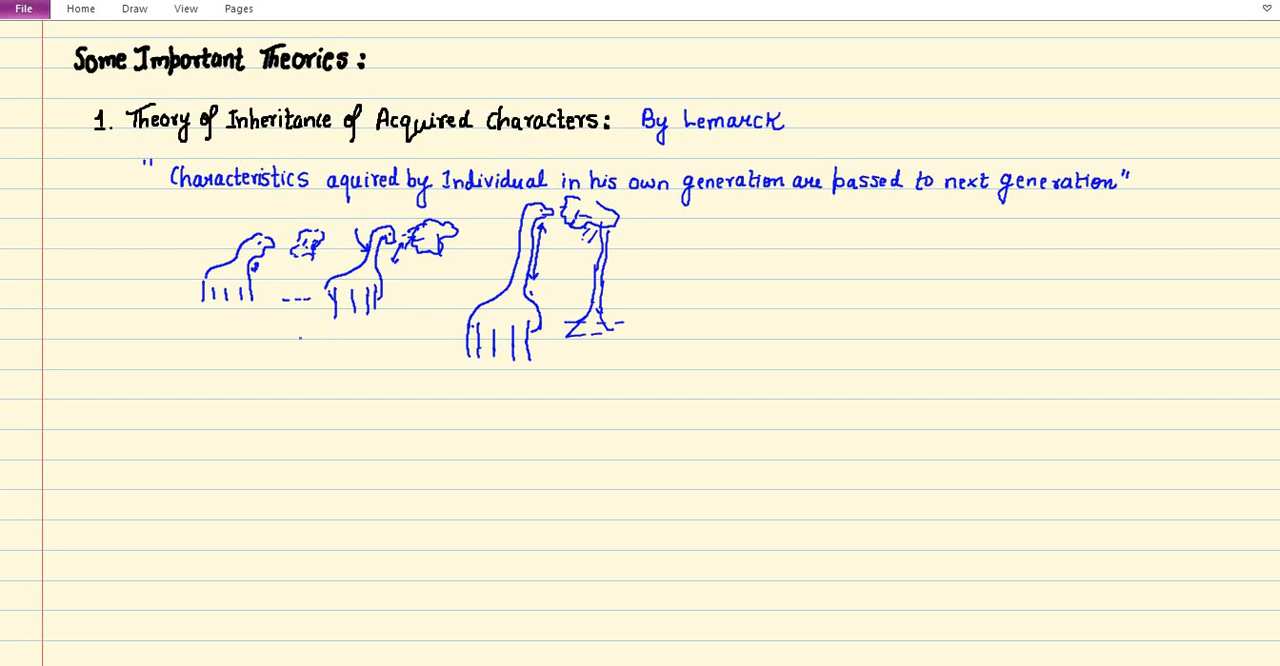 File Home Draw View Pages
Some Important Theories :
1. Theory of Inheritance of Acquired characters : By Lemarck
" Characteristics aquired by Individual in his own generation are passed to next generation"